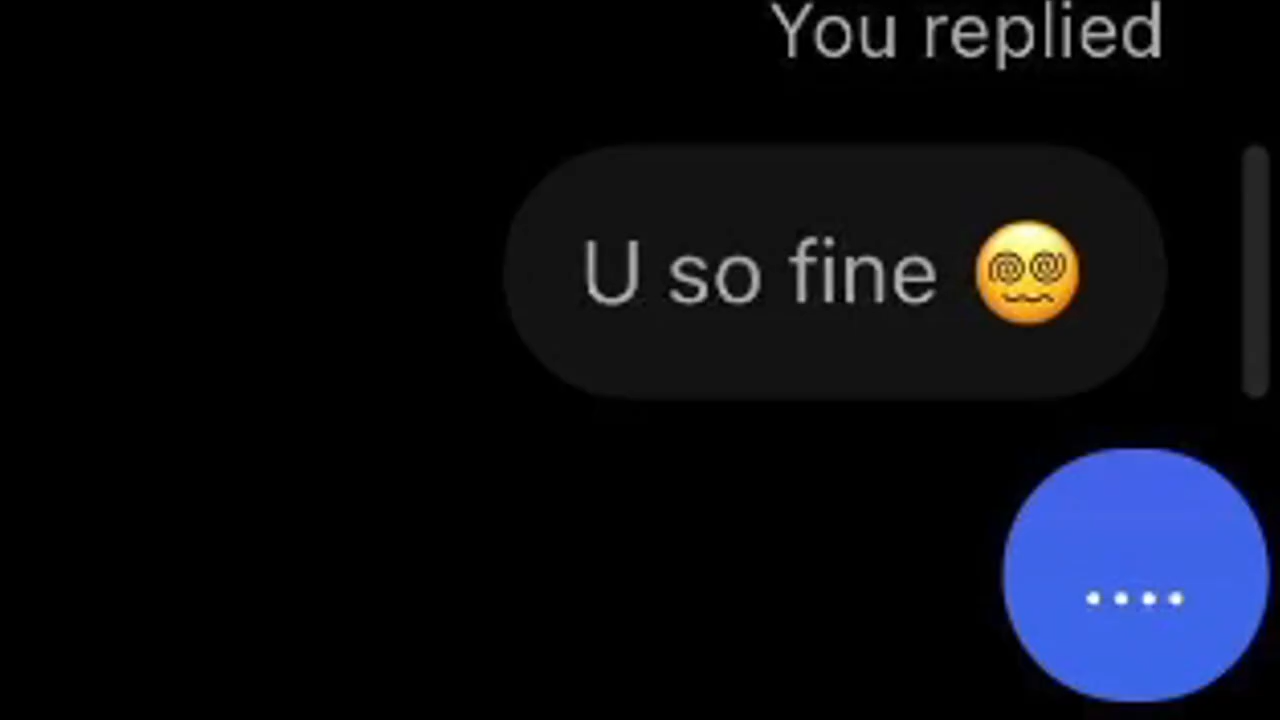 You replied
U so fine 😵‍💫
....